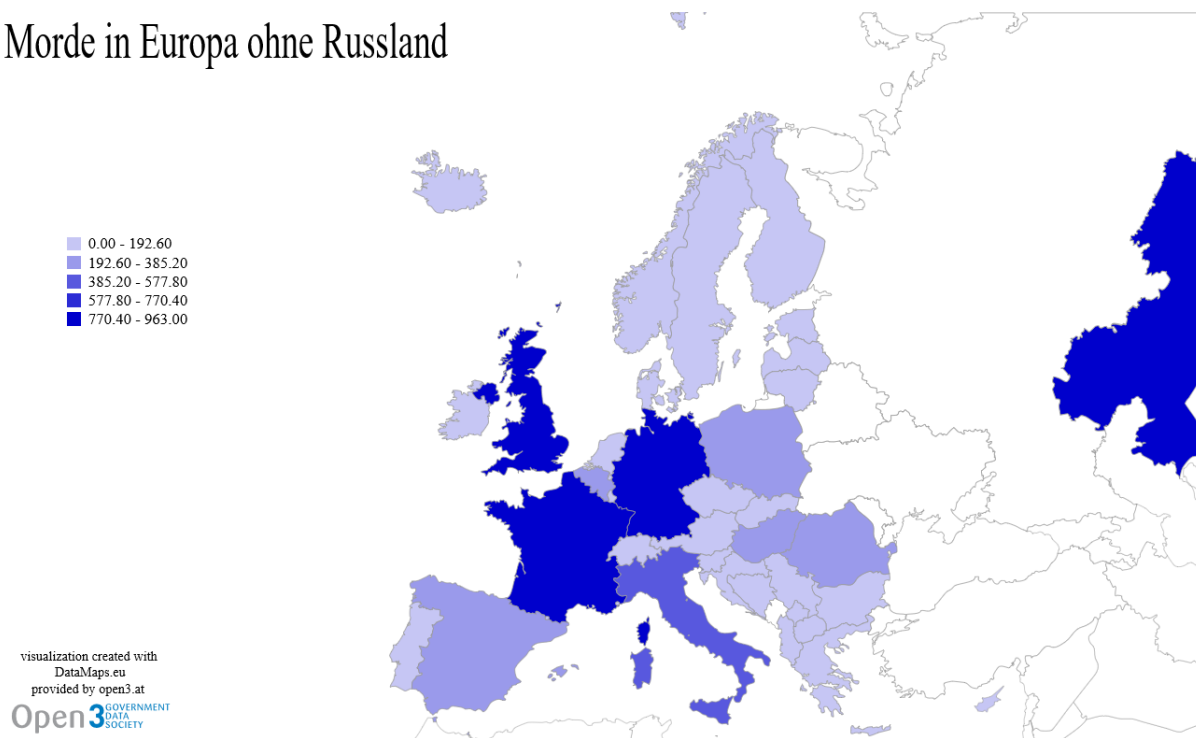 Morde in Europa ohne Russland
0.00 - 192.60
192.60 - 385.20
385.20 - 577.80
577.80 - 770.40
770.40 - 963.00
visualization created with
DataMaps.eu
provided by open3.at
Open3 GOVERNMENT
DATA
SOCIETY